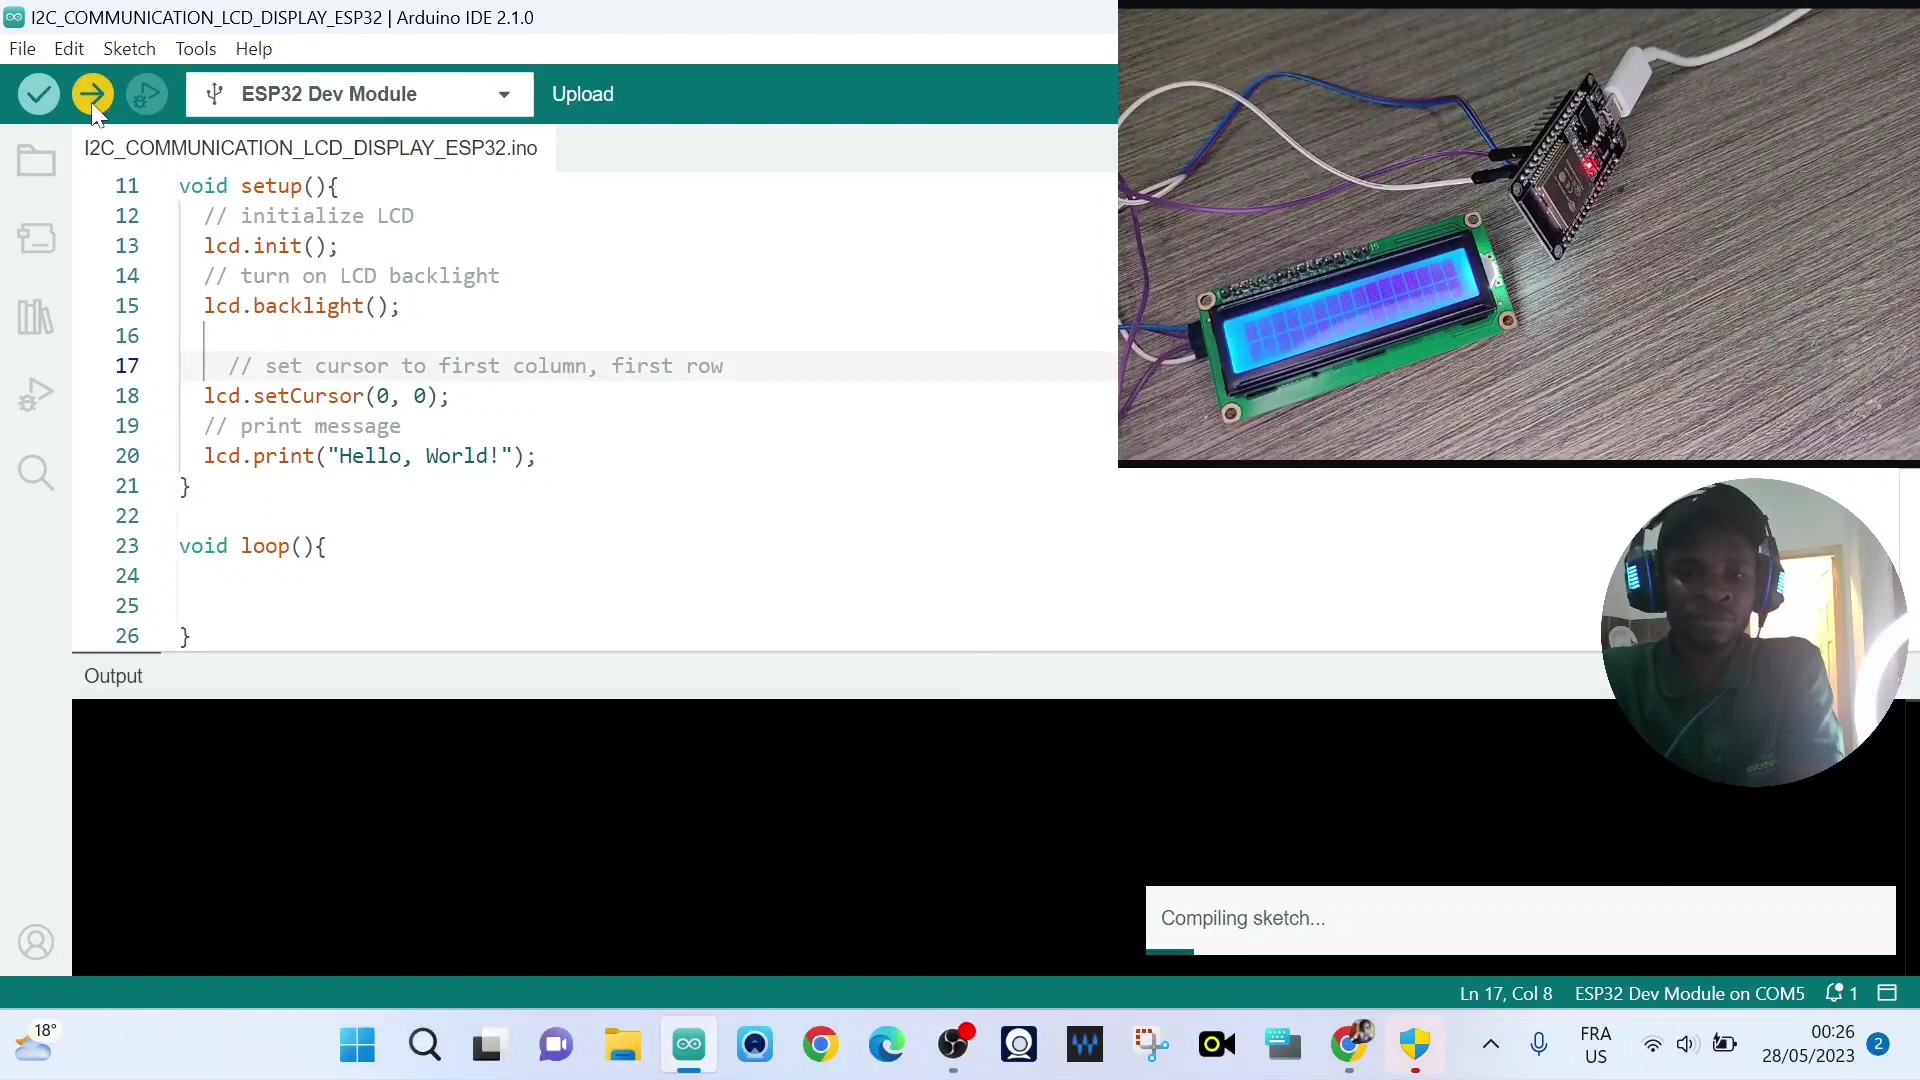 I2C_COMMUNICATION_LCD_DISPLAY_ESP32 | Arduino IDE 2.1.0
File Edit Sketch Tools Help
ESP32 Dev Module
Upload
I2C_COMMUNICATION_LCD_DISPLAY_ESP32.ino
11 void setup(){
12 // initialize LCD
13 lcd.init();
14 // turn on LCD backlight
15 lcd.backlight();
16
17 // set cursor to first column, first row
18 lcd.setCursor(0, 0);
19 // print message
20 lcd.print("Hello, World!");
21 }
22
23 void loop(){
24
25
26 }
Output
Compiling sketch...
Ln 17, Col 8 ESP32 Dev Module on COM5 1
18°
FRA
US
00:26
28/05/2023
2